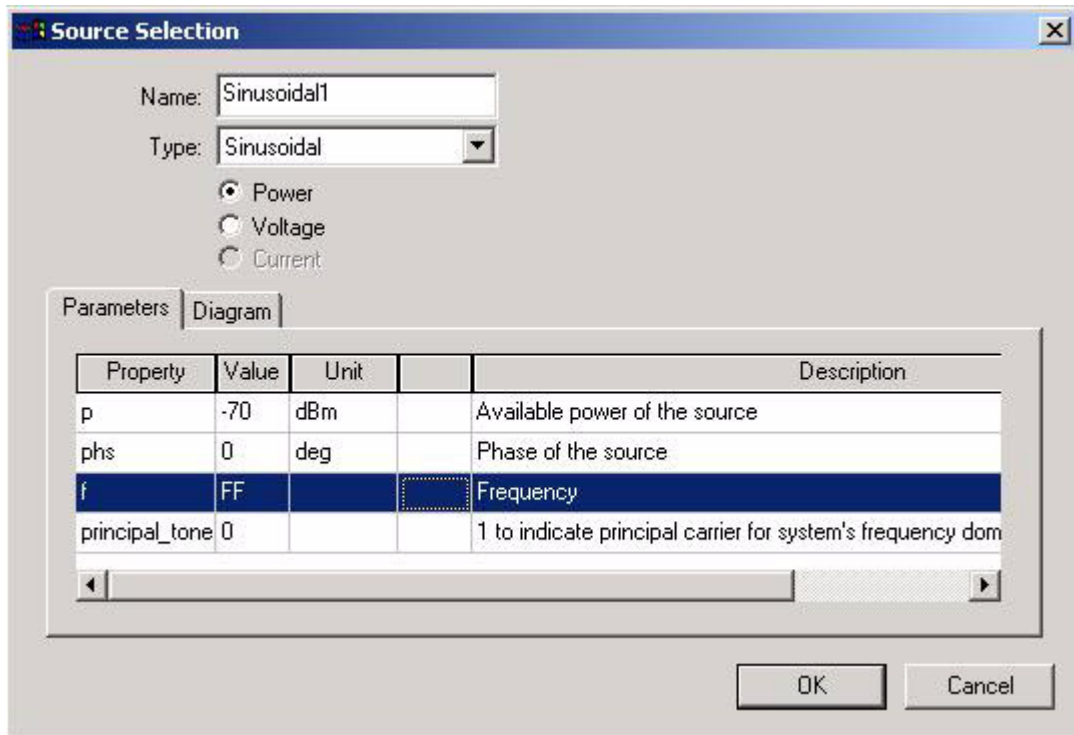 Source Selection
Name: Sinusoidal1
Type: Sinusoidal
Power
Voltage
Current
Parameters Diagram
Property Value Unit Description
p -70 dBm Available power of the source
phs 0 deg Phase of the source
f FF Frequency
principal_tone 0 1 to indicate principal carrier for system's frequency dom
OK Cancel